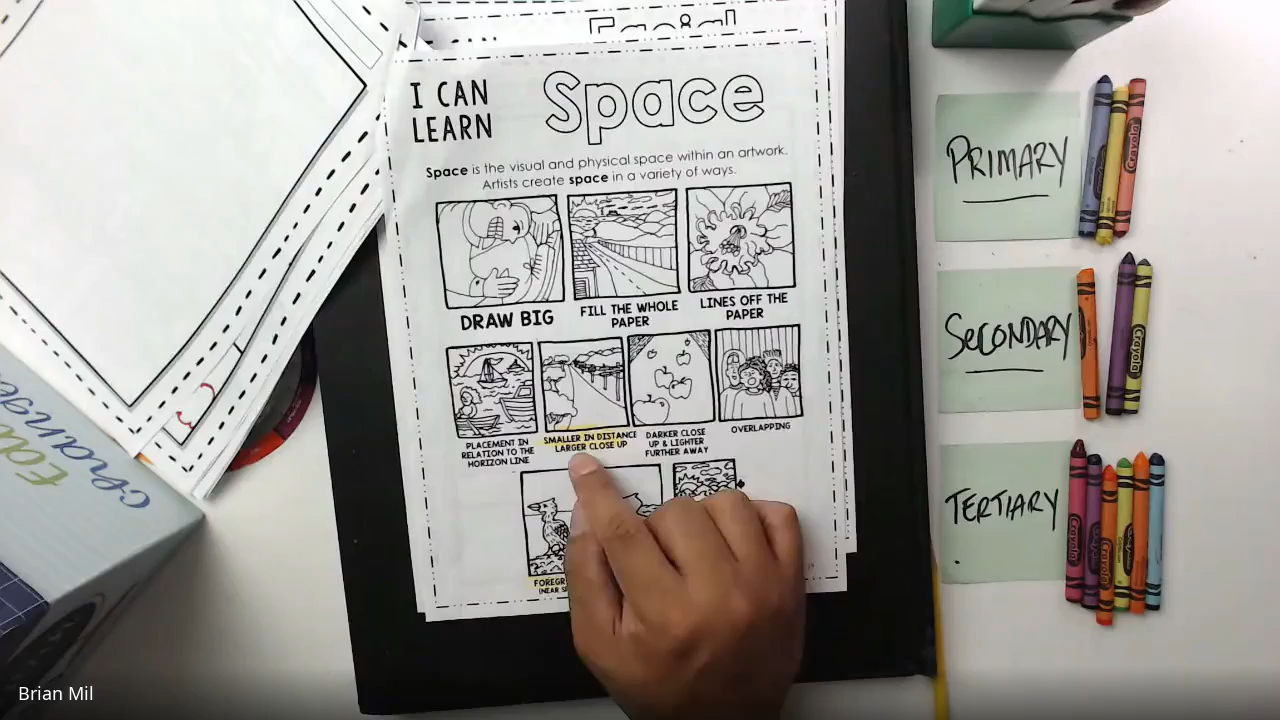 Facial
I CAN
LEARN
Space
Space is the visual and physical space within an artwork.
Artists create space in a variety of ways.
DRAW BIG
FILL THE WHOLE
PAPER
LINES OFF THE
PAPER
PLACEMENT IN
RELATION TO THE
HORIZON LINE
SMALLER IN DISTANCE
LARGER CLOSE UP
DARKER CLOSE
UP & LIGHTER
FURTHER AWAY
OVERLAPPING
PRIMARY
SECONDARY
TERTIARY
Crayola
Crayola
Crayola
Crayola
Crayola
Brian Mil